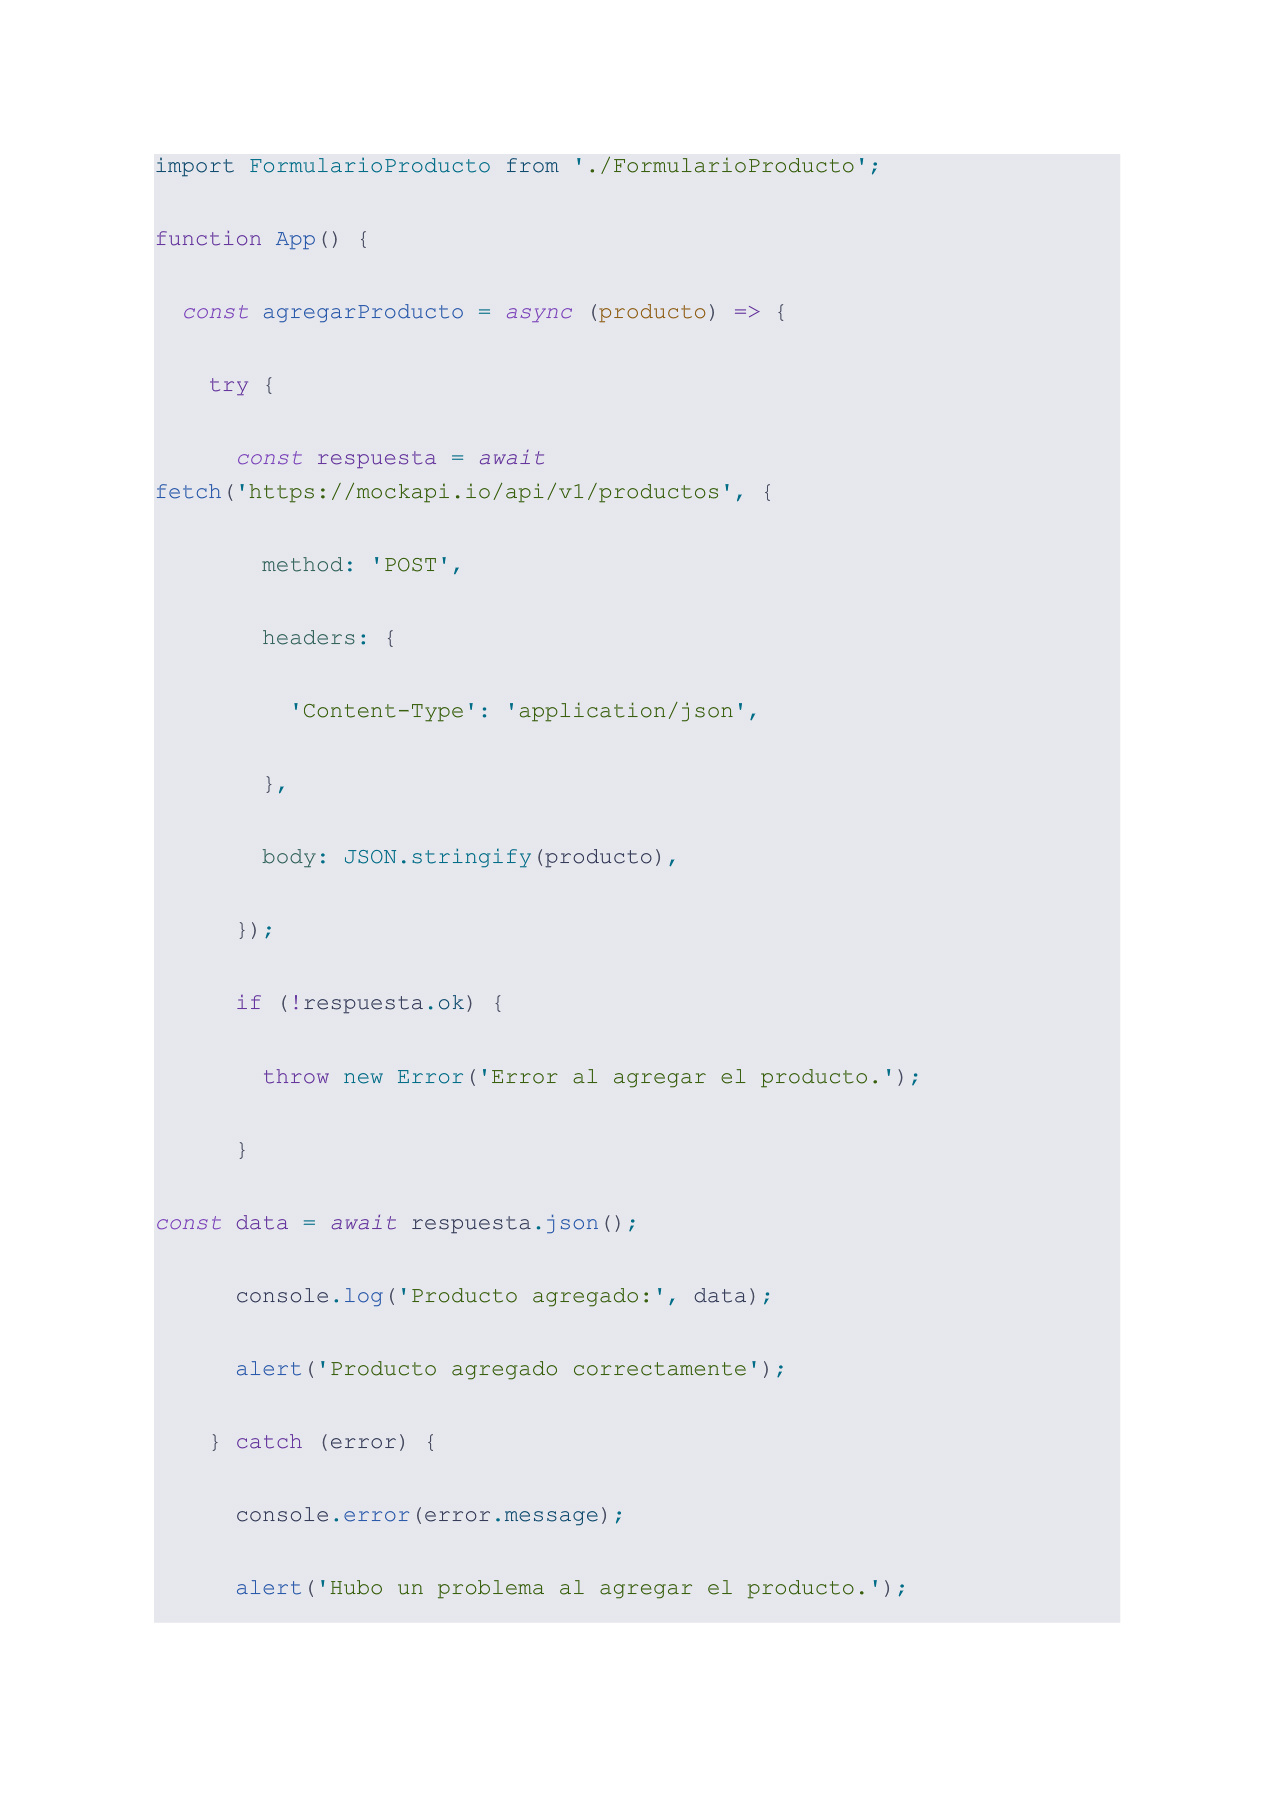 import FormularioProducto from './FormularioProducto';
function App() {
  const agregarProducto = async (producto) => {
    try {
      const respuesta = await
fetch('https://mockapi.io/api/v1/productos', {
        method: 'POST',
        headers: {
          'Content-Type': 'application/json',
        },
        body: JSON.stringify(producto),
      });
      if (!respuesta.ok) {
        throw new Error('Error al agregar el producto.');
      }
const data = await respuesta.json();
      console.log('Producto agregado:', data);
      alert('Producto agregado correctamente');
    } catch (error) {
      console.error(error.message);
      alert('Hubo un problema al agregar el producto.');